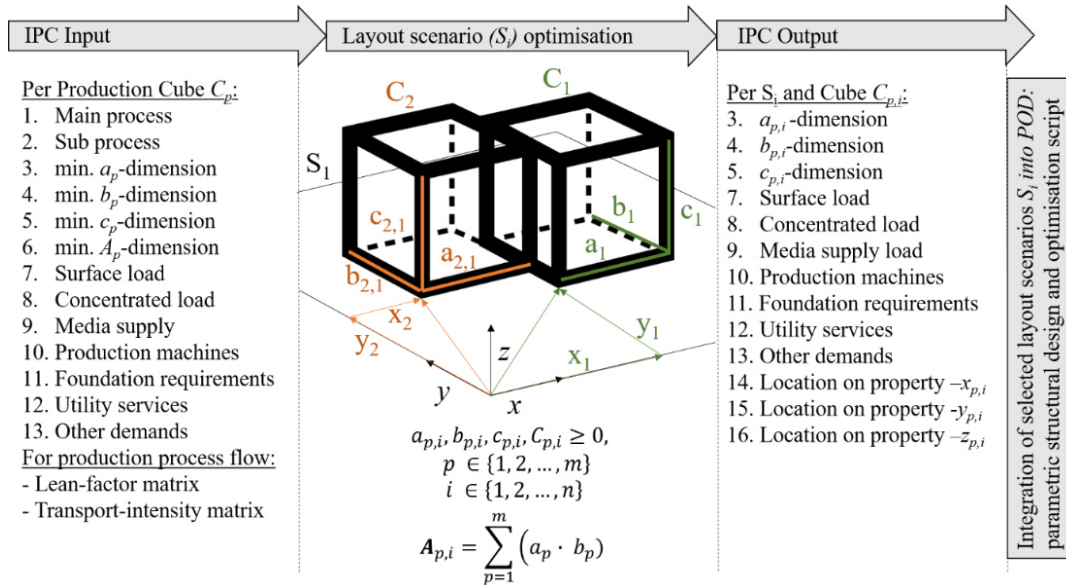 IPC Input
Layout scenario (Sᵢ) optimisation
IPC Output
Per Production Cube Cₚ:
1. Main process
2. Sub process
3. min. aₚ-dimension
4. min. bₚ-dimension
5. min. cₚ-dimension
6. min. Aₚ-dimension
7. Surface load
8. Concentrated load
9. Media supply
10. Production machines
11. Foundation requirements
12. Utility services
13. Other demands
For production process flow:
- Lean-factor matrix
- Transport-intensity matrix
C₂
C₁
S₁
c₂,₁
b₂,₁
a₂,₁
b₁
a₁
c₁
x₂
y₂
y₁
x₁
z
y
x
aₚ,ᵢ, bₚ,ᵢ, cₚ,ᵢ, Cₚ,ᵢ ≥ 0,
p ∈ {1, 2, …, m}
i ∈ {1, 2, …, n}
Aₚ,ᵢ = ∑ₚ₌₁ᵐ (aₚ · bₚ)
Per Sᵢ and Cube Cₚ,ᵢ:
3. aₚ,ᵢ -dimension
4. bₚ,ᵢ -dimension
5. cₚ,ᵢ -dimension
7. Surface load
8. Concentrated load
9. Media supply load
10. Production machines
11. Foundation requirements
12. Utility services
13. Other demands
14. Location on property –xₚ,ᵢ
15. Location on property -yₚ,ᵢ
16. Location on property –zₚ,ᵢ
Integration of selected layout scenarios Sᵢ into POD:
parametric structural design and optimisation script